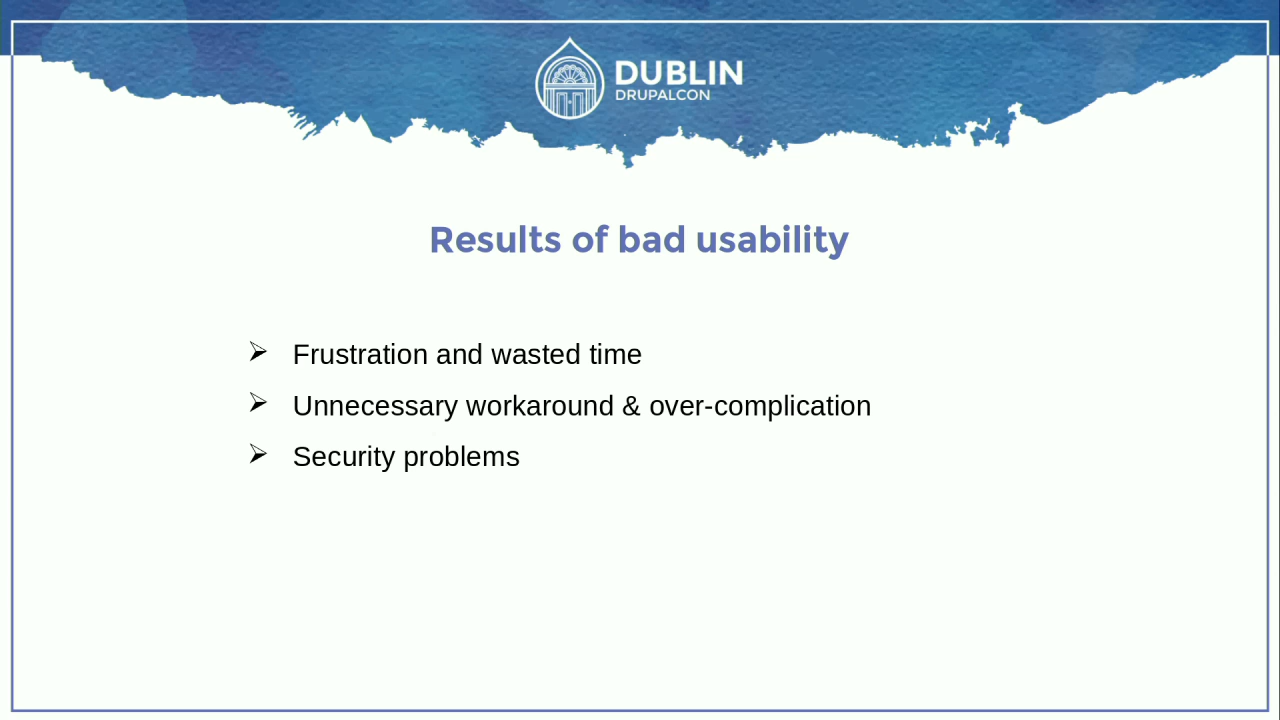 DUBLIN
DRUPALCON
Results of bad usability
Frustration and wasted time
Unnecessary workaround & over-complication
Security problems